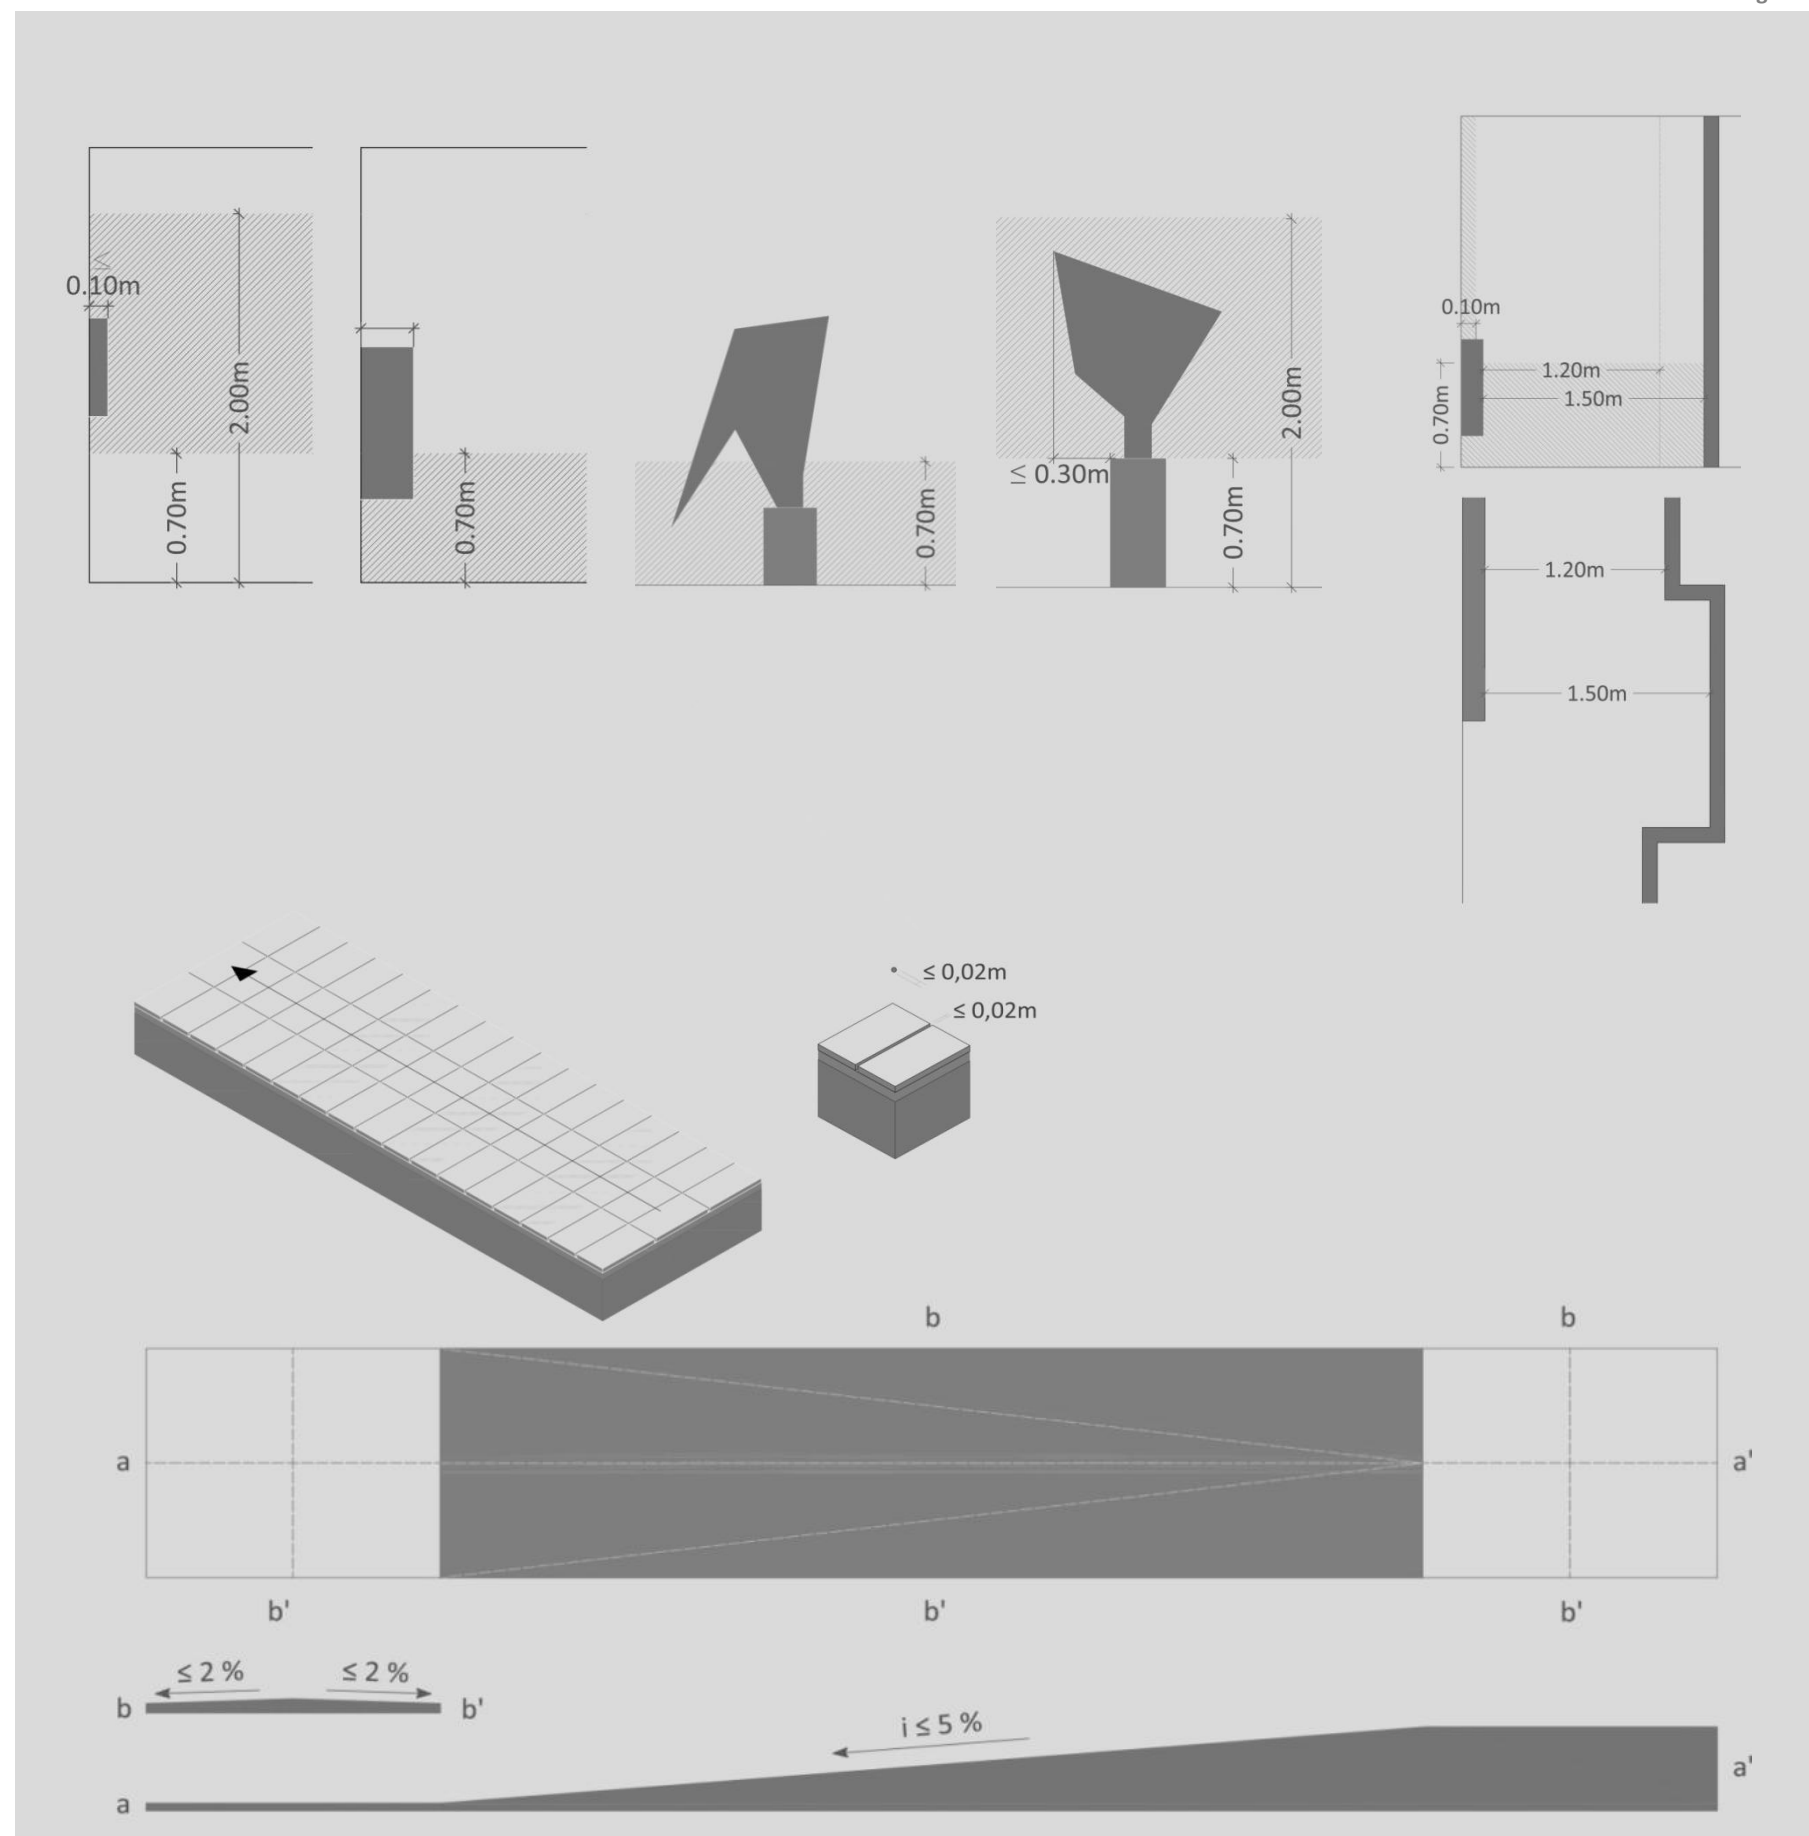 ≤
0.10m
2.00m
0.70m
0.70m
0.70m
≤ 0.30m
2.00m
0.70m
0.10m
1.20m
1.50m
0.70m
1.20m
1.50m
≤ 0,02m
≤ 0,02m
b
b
a
a'
b'
b'
b'
≤ 2 %
≤ 2 %
b
b'
i ≤ 5 %
a'
a